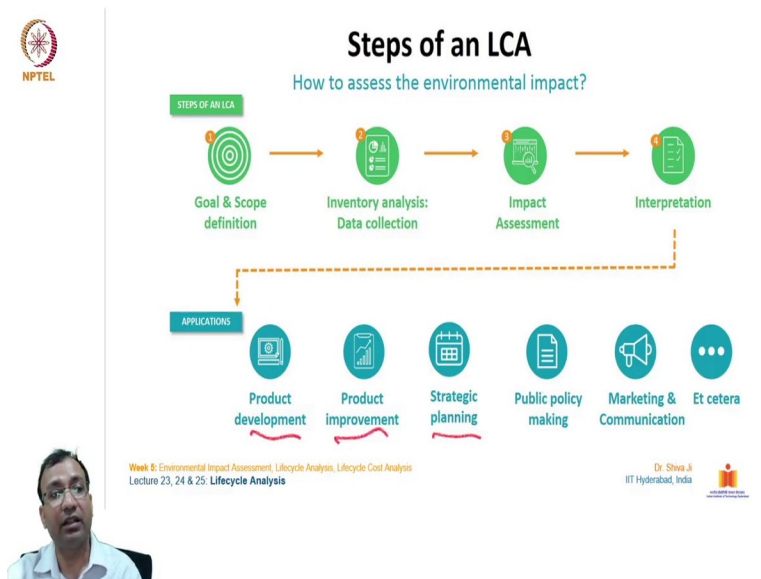 NPTEL
Steps of an LCA
How to assess the environmental impact?
STEPS OF AN LCA
1
2
3
4
Goal & Scope
definition
Inventory analysis:
Data collection
Impact
Assessment
Interpretation
APPLICATIONS
Product
development
Product
improvement
Strategic
planning
Public policy
making
Marketing &
Communication
Et cetera
Week 5: Environmental Impact Assessment, Lifecycle Analysis, Lifecycle Cost Analysis
Lecture 23, 24 & 25: Lifecycle Analysis
Dr. Shiva Ji
IIT Hyderabad, India